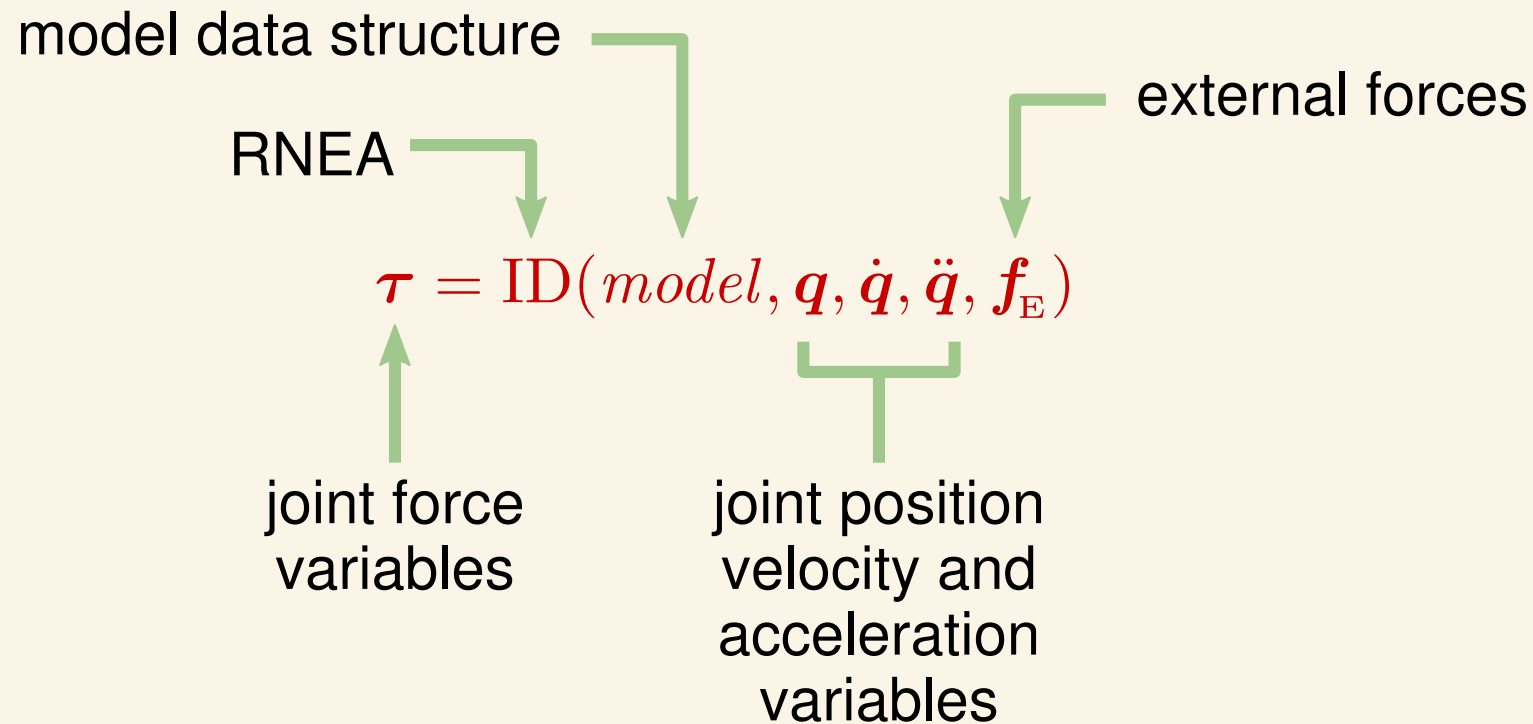 model data structure
external forces
RNEA
τ = ID(model, q, q̇, q̈, f_E)
joint force
variables
joint position
velocity and
acceleration
variables